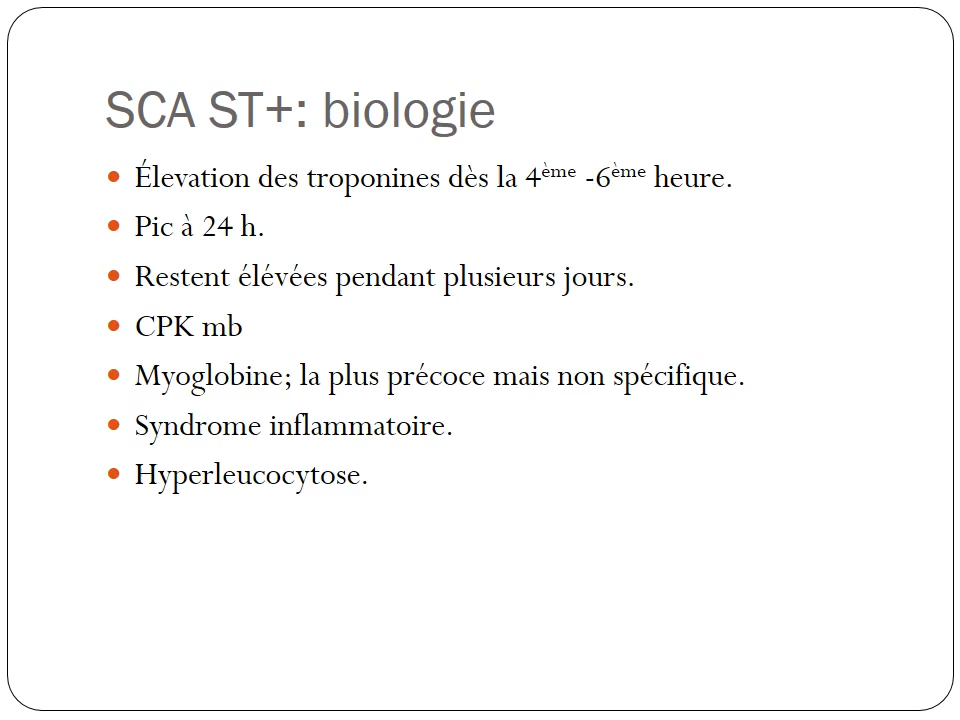 SCA ST+: biologie
• Élevation des troponines dès la 4ème -6ème heure.
• Pic à 24 h.
• Restent élévées pendant plusieurs jours.
• CPK mb
• Myoglobine; la plus précoce mais non spécifique.
• Syndrome inflammatoire.
• Hyperleucocytose.